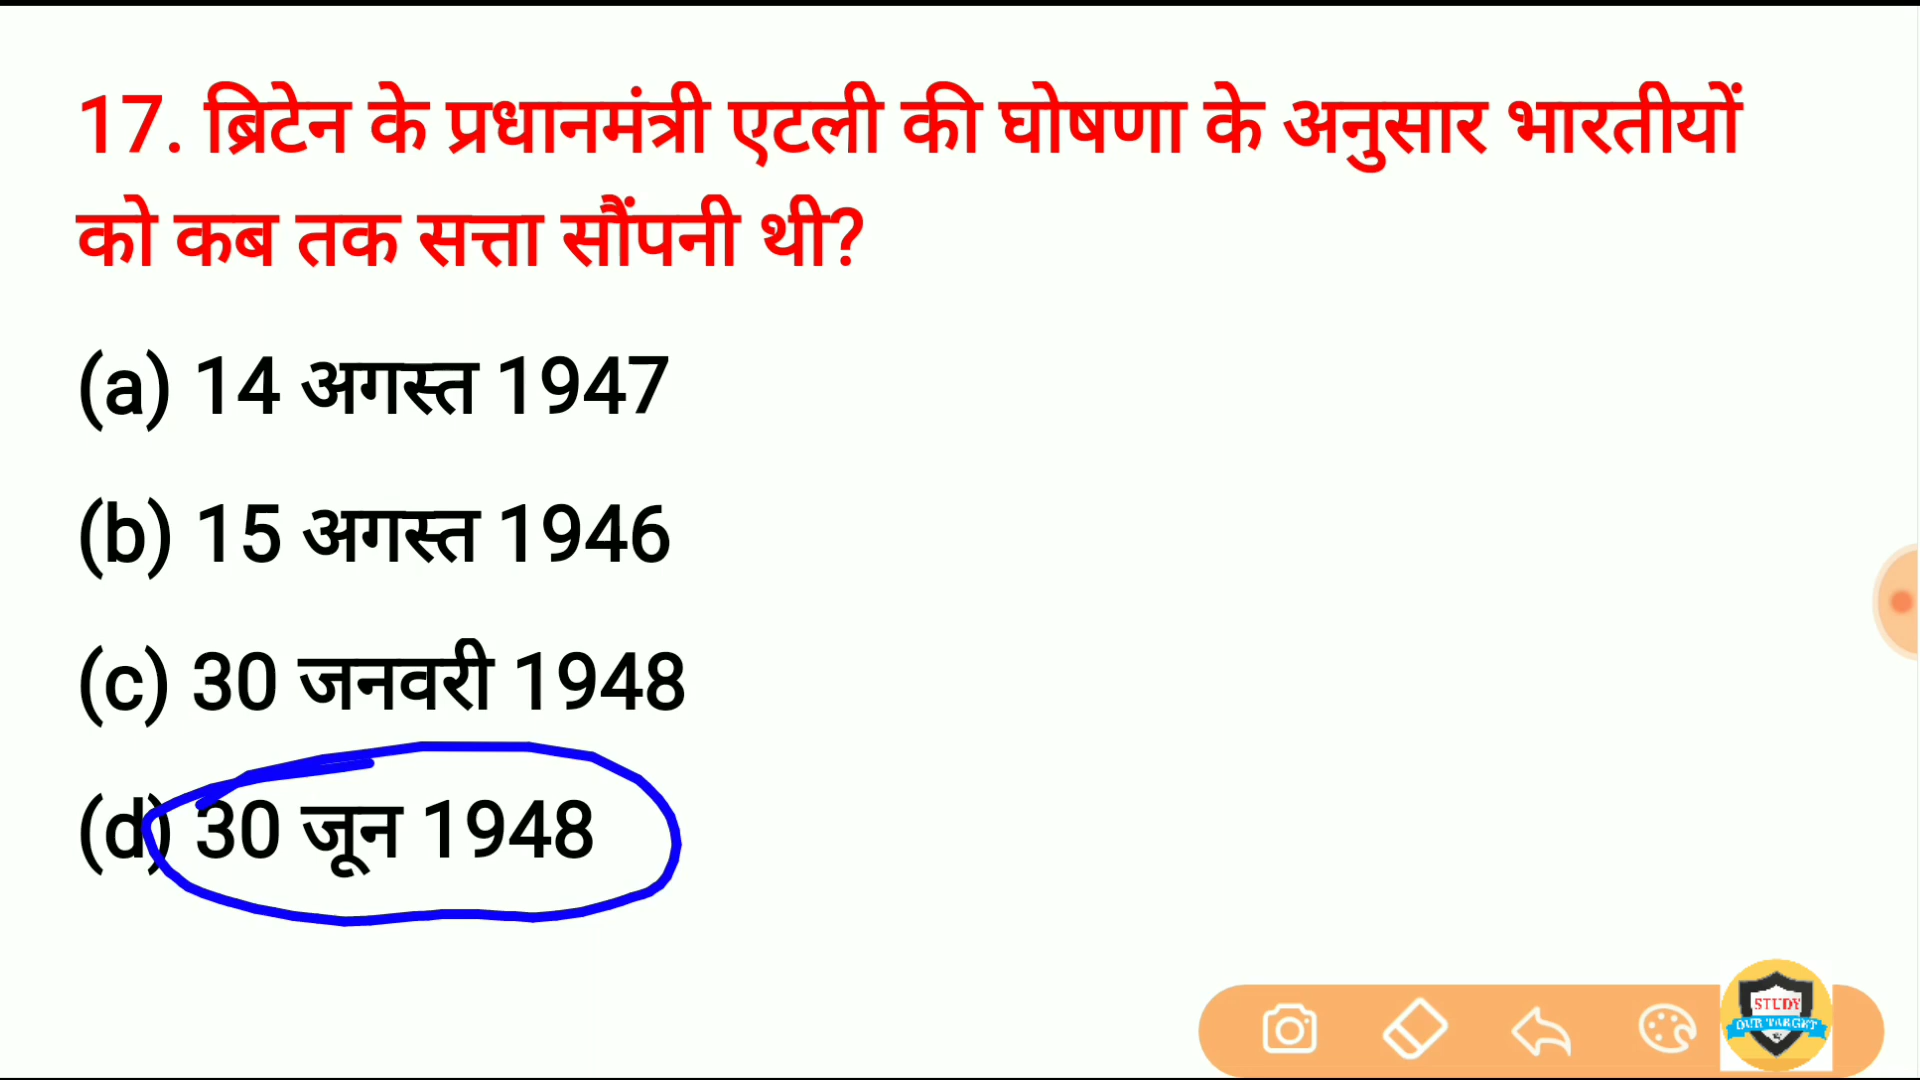 17. ब्रिटेन के प्रधानमंत्री एटली की घोषणा के अनुसार भारतीयों
को कब तक सत्ता सौंपनी थी?
(a) 14 अगस्त 1947
(b) 15 अगस्त 1946
(c) 30 जनवरी 1948
(d) 30 जून 1948
STUDY
OUR TARGET